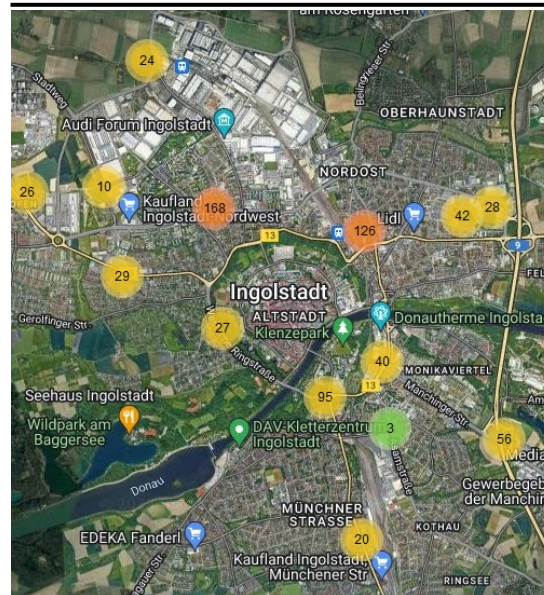 am Rosengarten
24
Stadtweg
Beilngrieser Str.
OBERHAUNSTADT
Audi Forum Ingolstadt
NORDOST
26
10
Kaufland
Ingolstadt-Nordwest
168
Lidl
42
28
126
13
9
29
Ingolstadt
ALTSTADT
Klenzepark
Donautherme Ingolsta
Gerolfinger Str.
27
Ringstraße
40
MONIKAVIERTEL
Manchinger Str.
13
Seehaus Ingolstadt
Wildpark am
Baggersee
95
3
DAV-Kletterzentrum
Ingolstadt
56
Media
Gewerbegeb
der Manchin
Donau
MÜNCHNER
STRASSE
KOTHAU
EDEKA Fanderl
20
Kaufland Ingolstadt,
Münchener Str
RINGSEE